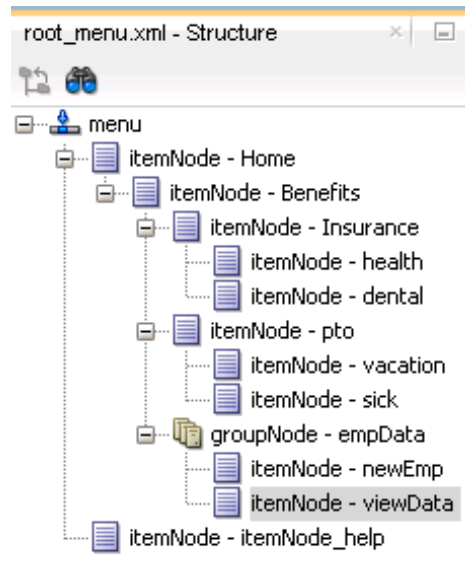 root_menu.xml - Structure
menu
itemNode - Home
itemNode - Benefits
itemNode - Insurance
itemNode - health
itemNode - dental
itemNode - pto
itemNode - vacation
itemNode - sick
groupNode - empData
itemNode - newEmp
itemNode - viewData
itemNode - itemNode_help